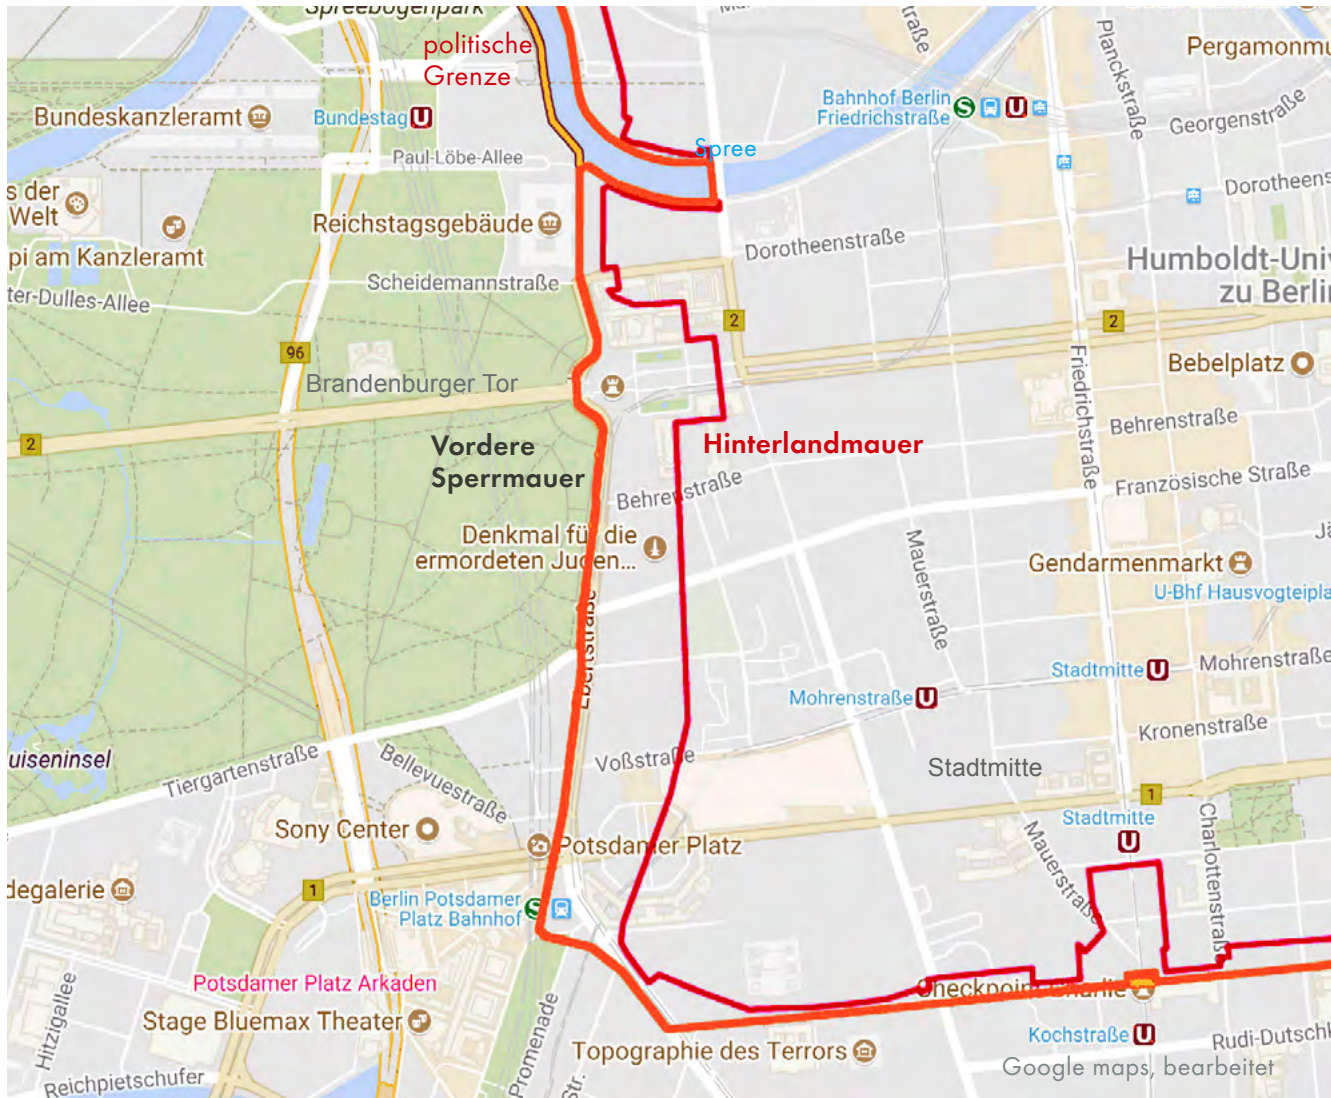 Spreebogenpark
politische
Grenze
Planckstraße
Pergamonmu
Bundeskanzleramt
Bundestag
U
Bahnhof Berlin
Friedrichstraße
S
U
Georgenstraße
Paul-Löbe-Allee
Spree
Dorotheens
s der
Welt
Reichstagsgebäude
Dorotheenstraße
pi am Kanzleramt
Humboldt-Univ
zu Berlin
Scheidemannstraße
ter-Dulles-Allee
2
2
96
Friedrichstraße
Bebelplatz
Brandenburger Tor
2
Behrenstraße
Vordere
Sperrmauer
Hinterlandmauer
Behrenstraße
Französische Straße
Denkmal für die
ermordeten Juden...
Mauerstraße
Jä
Gendarmenmarkt
U-Bhf Hausvogteipla
Ebertstraße
Stadtmitte
U
Mohrenstraße
Mohrenstraße
U
Kronenstraße
uiseninsel
Tiergartenstraße
Bellevuestraße
Voßstraße
Stadtmitte
1
Sony Center
Potsdamer Platz
Stadtmitte
U
Mauerstraße
Charlottenstraße
degalerie
1
Berlin Potsdamer
Platz Bahnhof
S
Potsdamer Platz Arkaden
Checkpoint Charlie
Hitzigallee
Stage Bluemax Theater
Promenade
Topographie des Terrors
Kochstraße
U
Rudi-Dutschk
Reichpietschufer
Str.
Google maps, bearbeitet